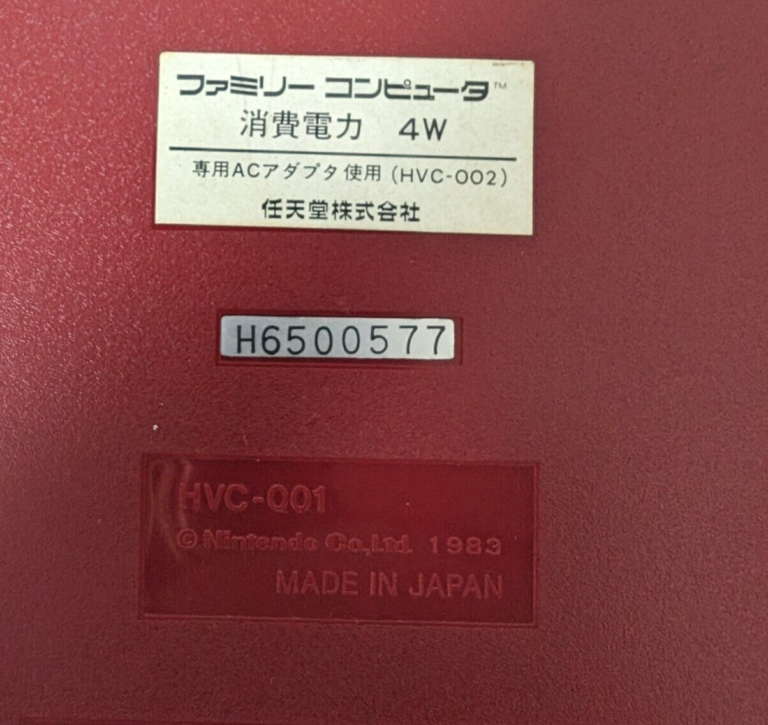 ファミリー コンピュータ™
消費電力 4W
専用ACアダプタ使用(HVC-002)
任天堂株式会社
H6500577
HVC-001
©Nintendo Co.,Ltd. 1983
MADE IN JAPAN